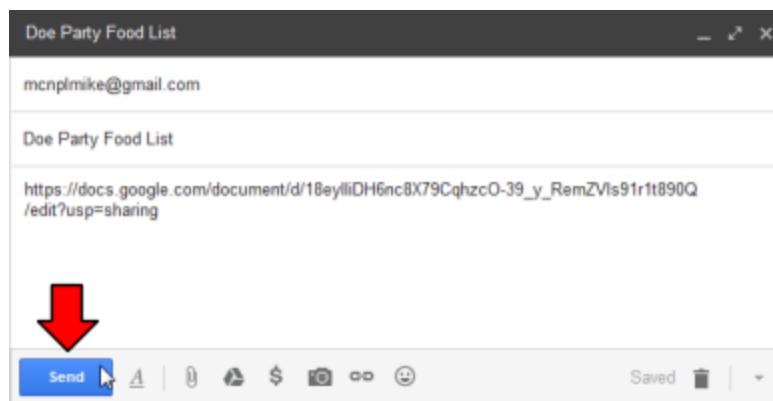 Doe Party Food List
mcnplmike@gmail.com
Doe Party Food List
https://docs.google.com/document/d/18eylliDH6nc8X79CqhzcO-39_y_RemZVIs91r1t890Q
/edit?usp=sharing
Send A $ Saved